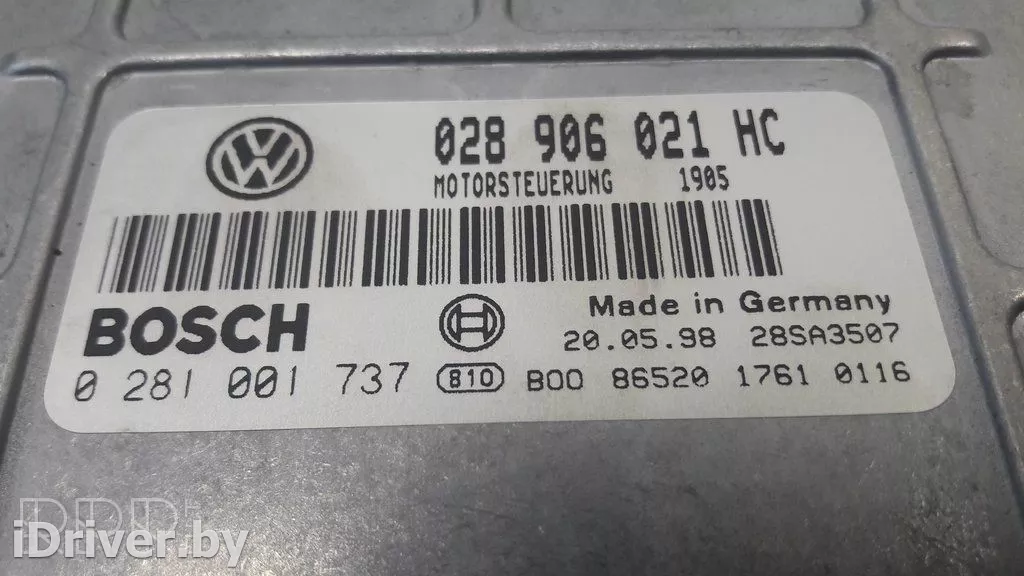 028 906 021 HC
MOTORSTEUERUNG 1905
BOSCH
Made in Germany
20.05.98 28SA3507
0 281 001 737 810 B00 86520 1761 0116
iDriver.by